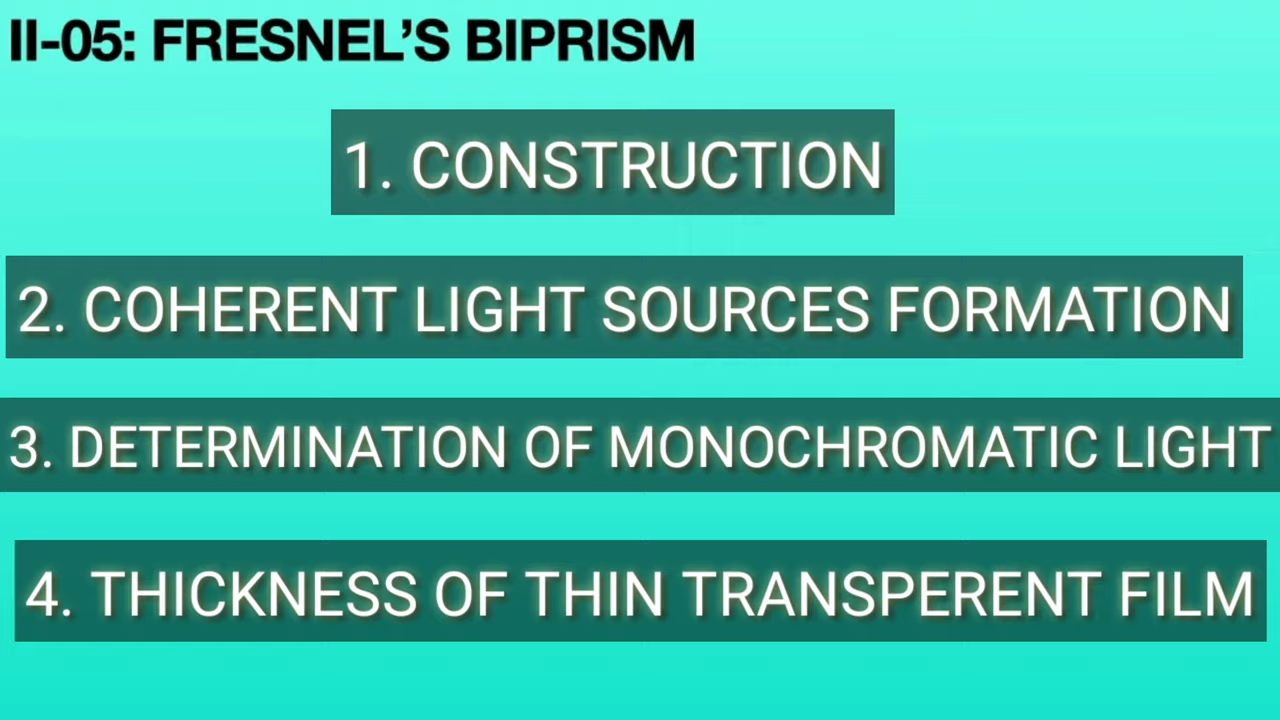 II-05: FRESNEL’S BIPRISM
1. CONSTRUCTION
2. COHERENT LIGHT SOURCES FORMATION
3. DETERMINATION OF MONOCHROMATIC LIGHT
4. THICKNESS OF THIN TRANSPERENT FILM